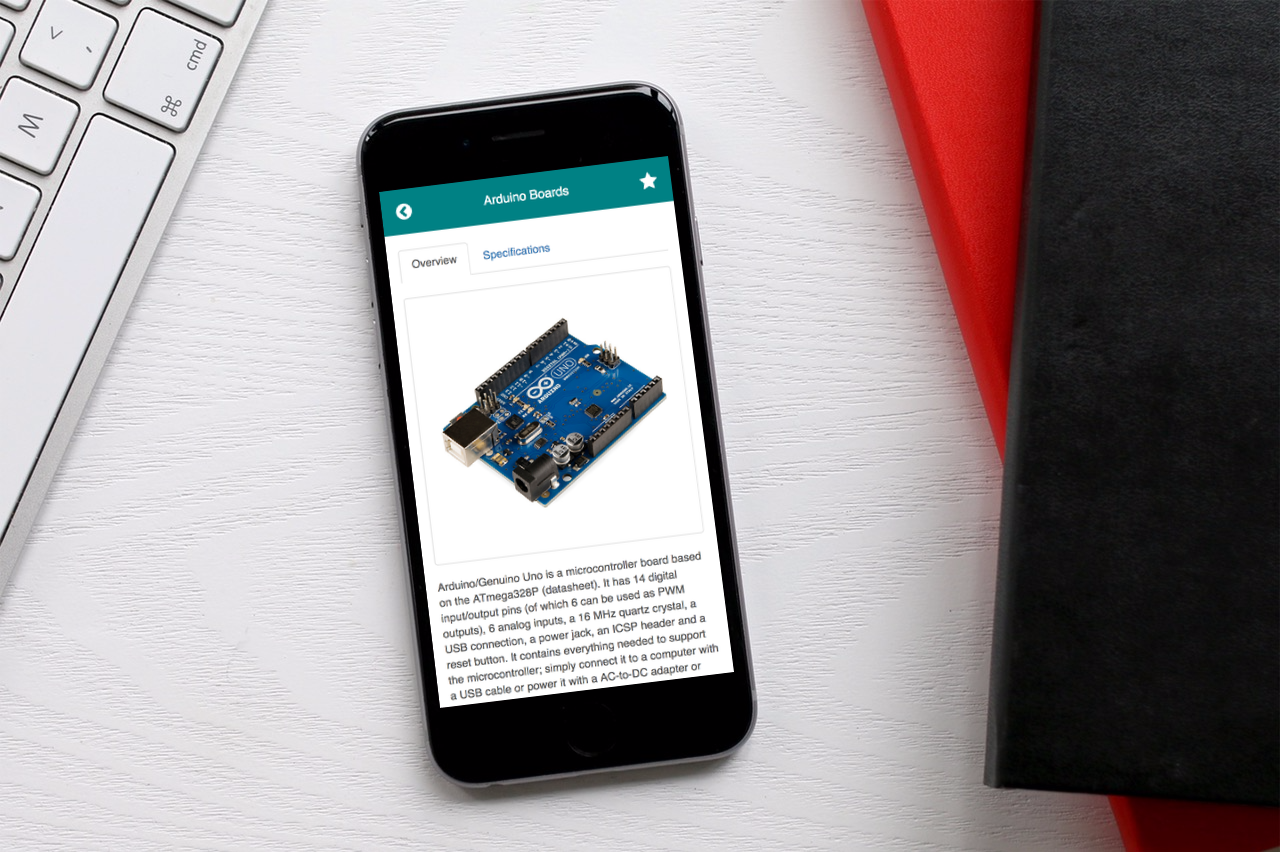 cmd
⌘
M
Arduino Boards
Overview
Specifications
UNO
ARDUINO
Arduino/Genuino Uno is a microcontroller board based
on the ATmega328P (datasheet). It has 14 digital
input/output pins (of which 6 can be used as PWM
outputs), 6 analog inputs, a 16 MHz quartz crystal, a
USB connection, a power jack, an ICSP header and a
reset button. It contains everything needed to support
the microcontroller; simply connect it to a computer with
a USB cable or power it with a AC-to-DC adapter or